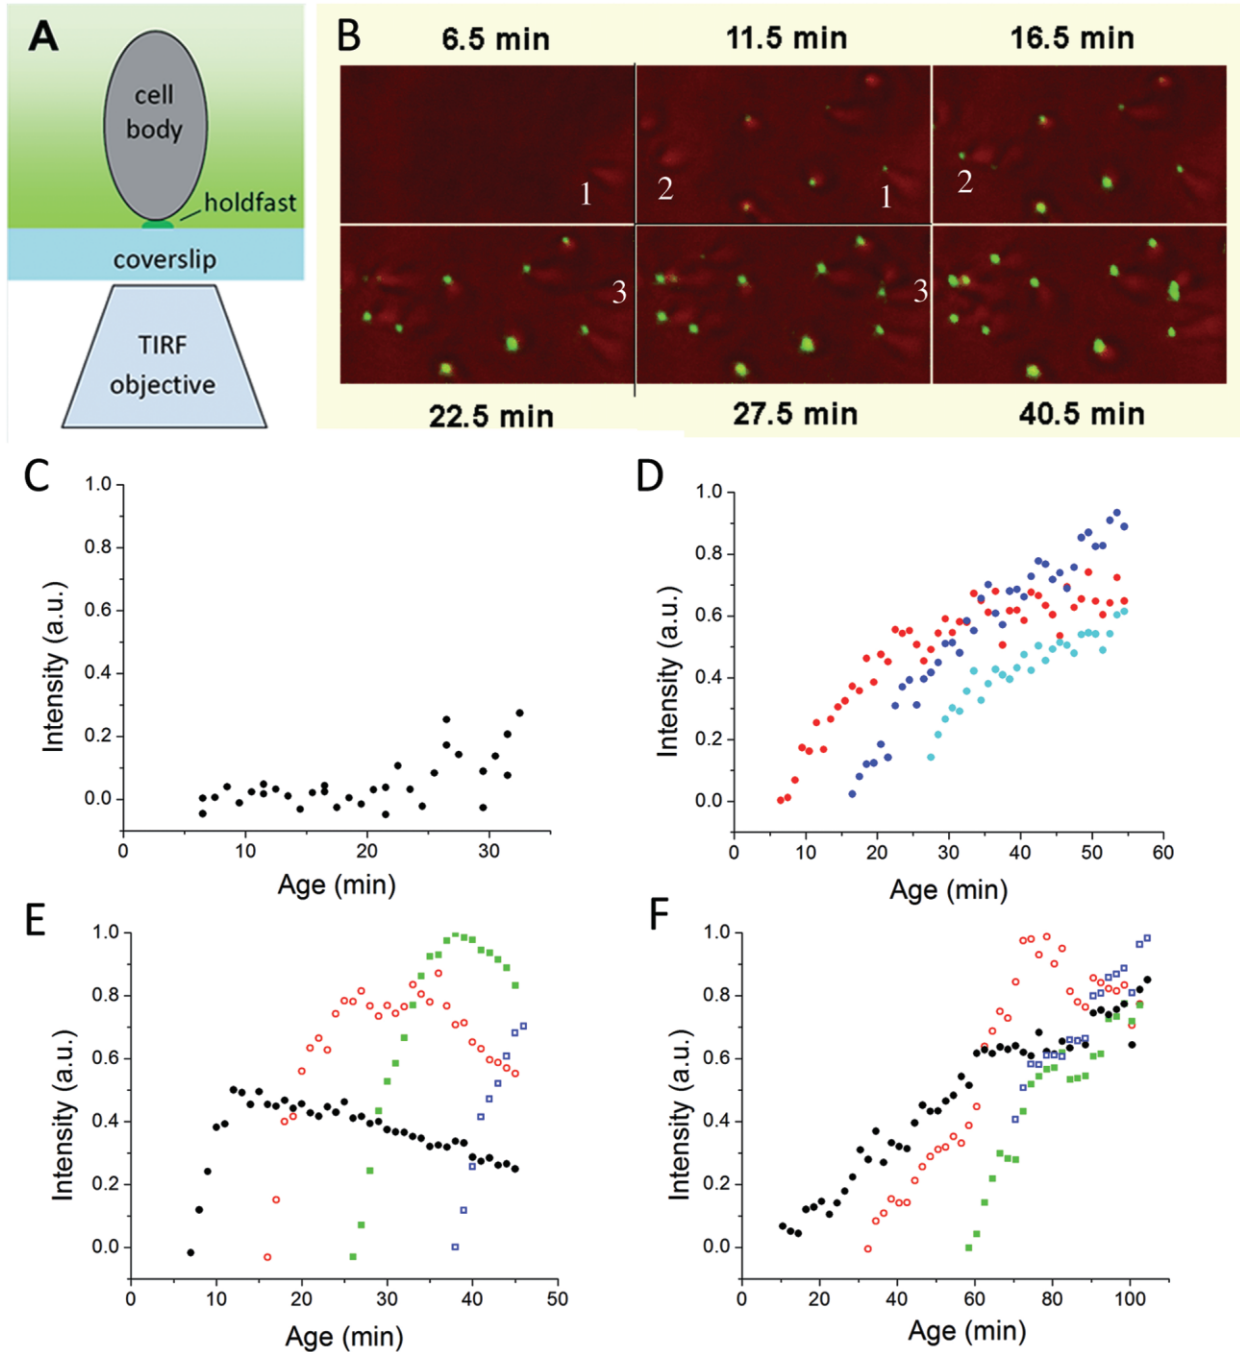 A
cell
body
holdfast
coverslip
TIRF
objective
B
6.5 min
11.5 min
16.5 min
1
2
1
2
3
3
22.5 min
27.5 min
40.5 min
C
1.0
0.8
0.6
0.4
0.2
0.0
Intensity (a.u.)
0 10 20 30
Age (min)
D
1.0
0.8
0.6
0.4
0.2
0.0
Intensity (a.u.)
0 10 20 30 40 50 60
Age (min)
E
1.0
0.8
0.6
0.4
0.2
0.0
Intensity (a.u.)
0 10 20 30 40 50
Age (min)
F
1.0
0.8
0.6
0.4
0.2
0.0
Intensity (a.u.)
0 20 40 60 80 100
Age (min)